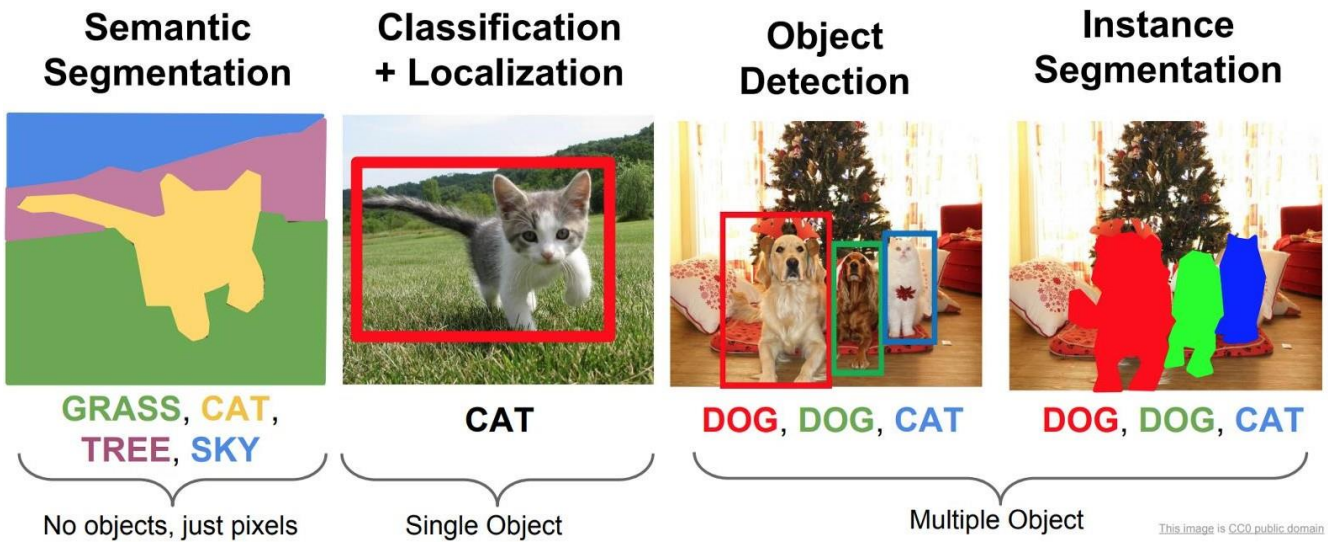 Semantic
Segmentation
Classification
+ Localization
Object
Detection
Instance
Segmentation
GRASS, CAT,
TREE, SKY
CAT
DOG, DOG, CAT
DOG, DOG, CAT
No objects, just pixels
Single Object
Multiple Object
This image is CC0 public domain